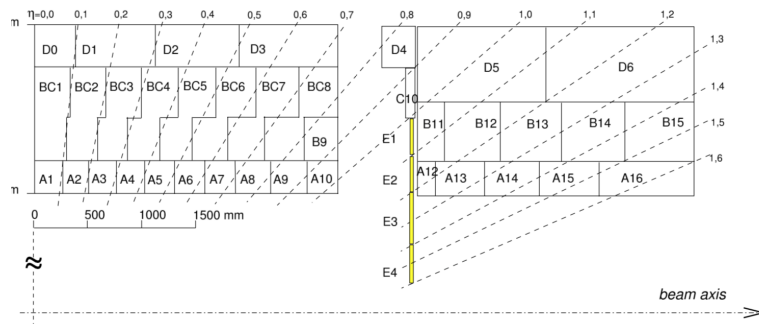 η=0,0 0,1 0,2 0,3 0,4 0,5 0,6 0,7 0,8 0,9 1,0 1,1 1,2
m
1,3
D0 D1 D2 D3 D4 D5 D6
BC1 BC2 BC3 BC4 BC5 BC6 BC7 BC8
1,4
C10
B11 B12 B13 B14 B15
1,5
E1
B9
1,6
A1 A2 A3 A4 A5 A6 A7 A8 A9 A10 A12 A13 A14 A15 A16
E2
m
0 500 1000 1500 mm
E3
≈
E4
beam axis